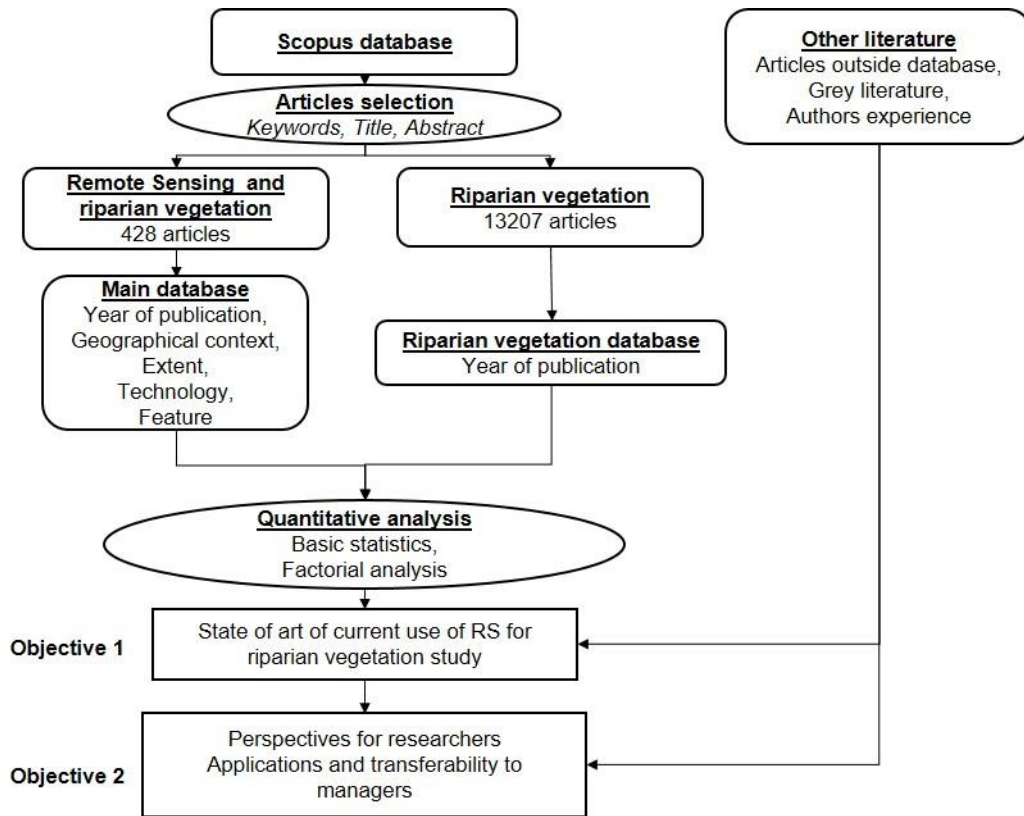 Scopus database
Other literature
Articles outside database,
Grey literature,
Authors experience
Articles selection
Keywords, Title, Abstract
Remote Sensing and
riparian vegetation
428 articles
Riparian vegetation
13207 articles
Main database
Year of publication,
Geographical context,
Extent,
Technology,
Feature
Riparian vegetation database
Year of publication
Quantitative analysis
Basic statistics,
Factorial analysis
Objective 1
State of art of current use of RS for
riparian vegetation study
Objective 2
Perspectives for researchers
Applications and transferability to
managers